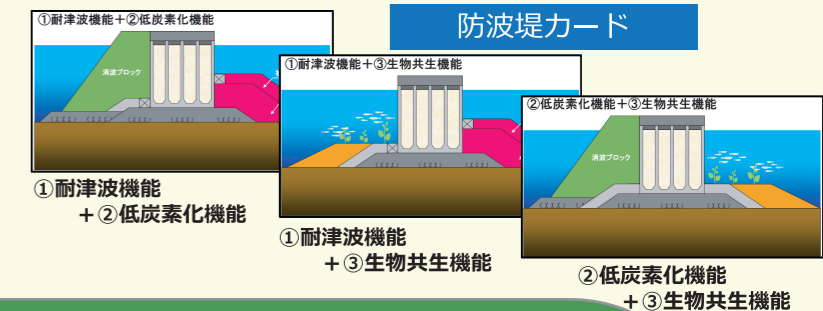 防波堤カード
①耐津波機能+②低炭素化機能
消波ブロック
①耐津波機能
+②低炭素化機能
①耐津波機能+③生物共生機能
①耐津波機能
+③生物共生機能
②低炭素化機能+③生物共生機能
消波ブロック
②低炭素化機能
+③生物共生機能